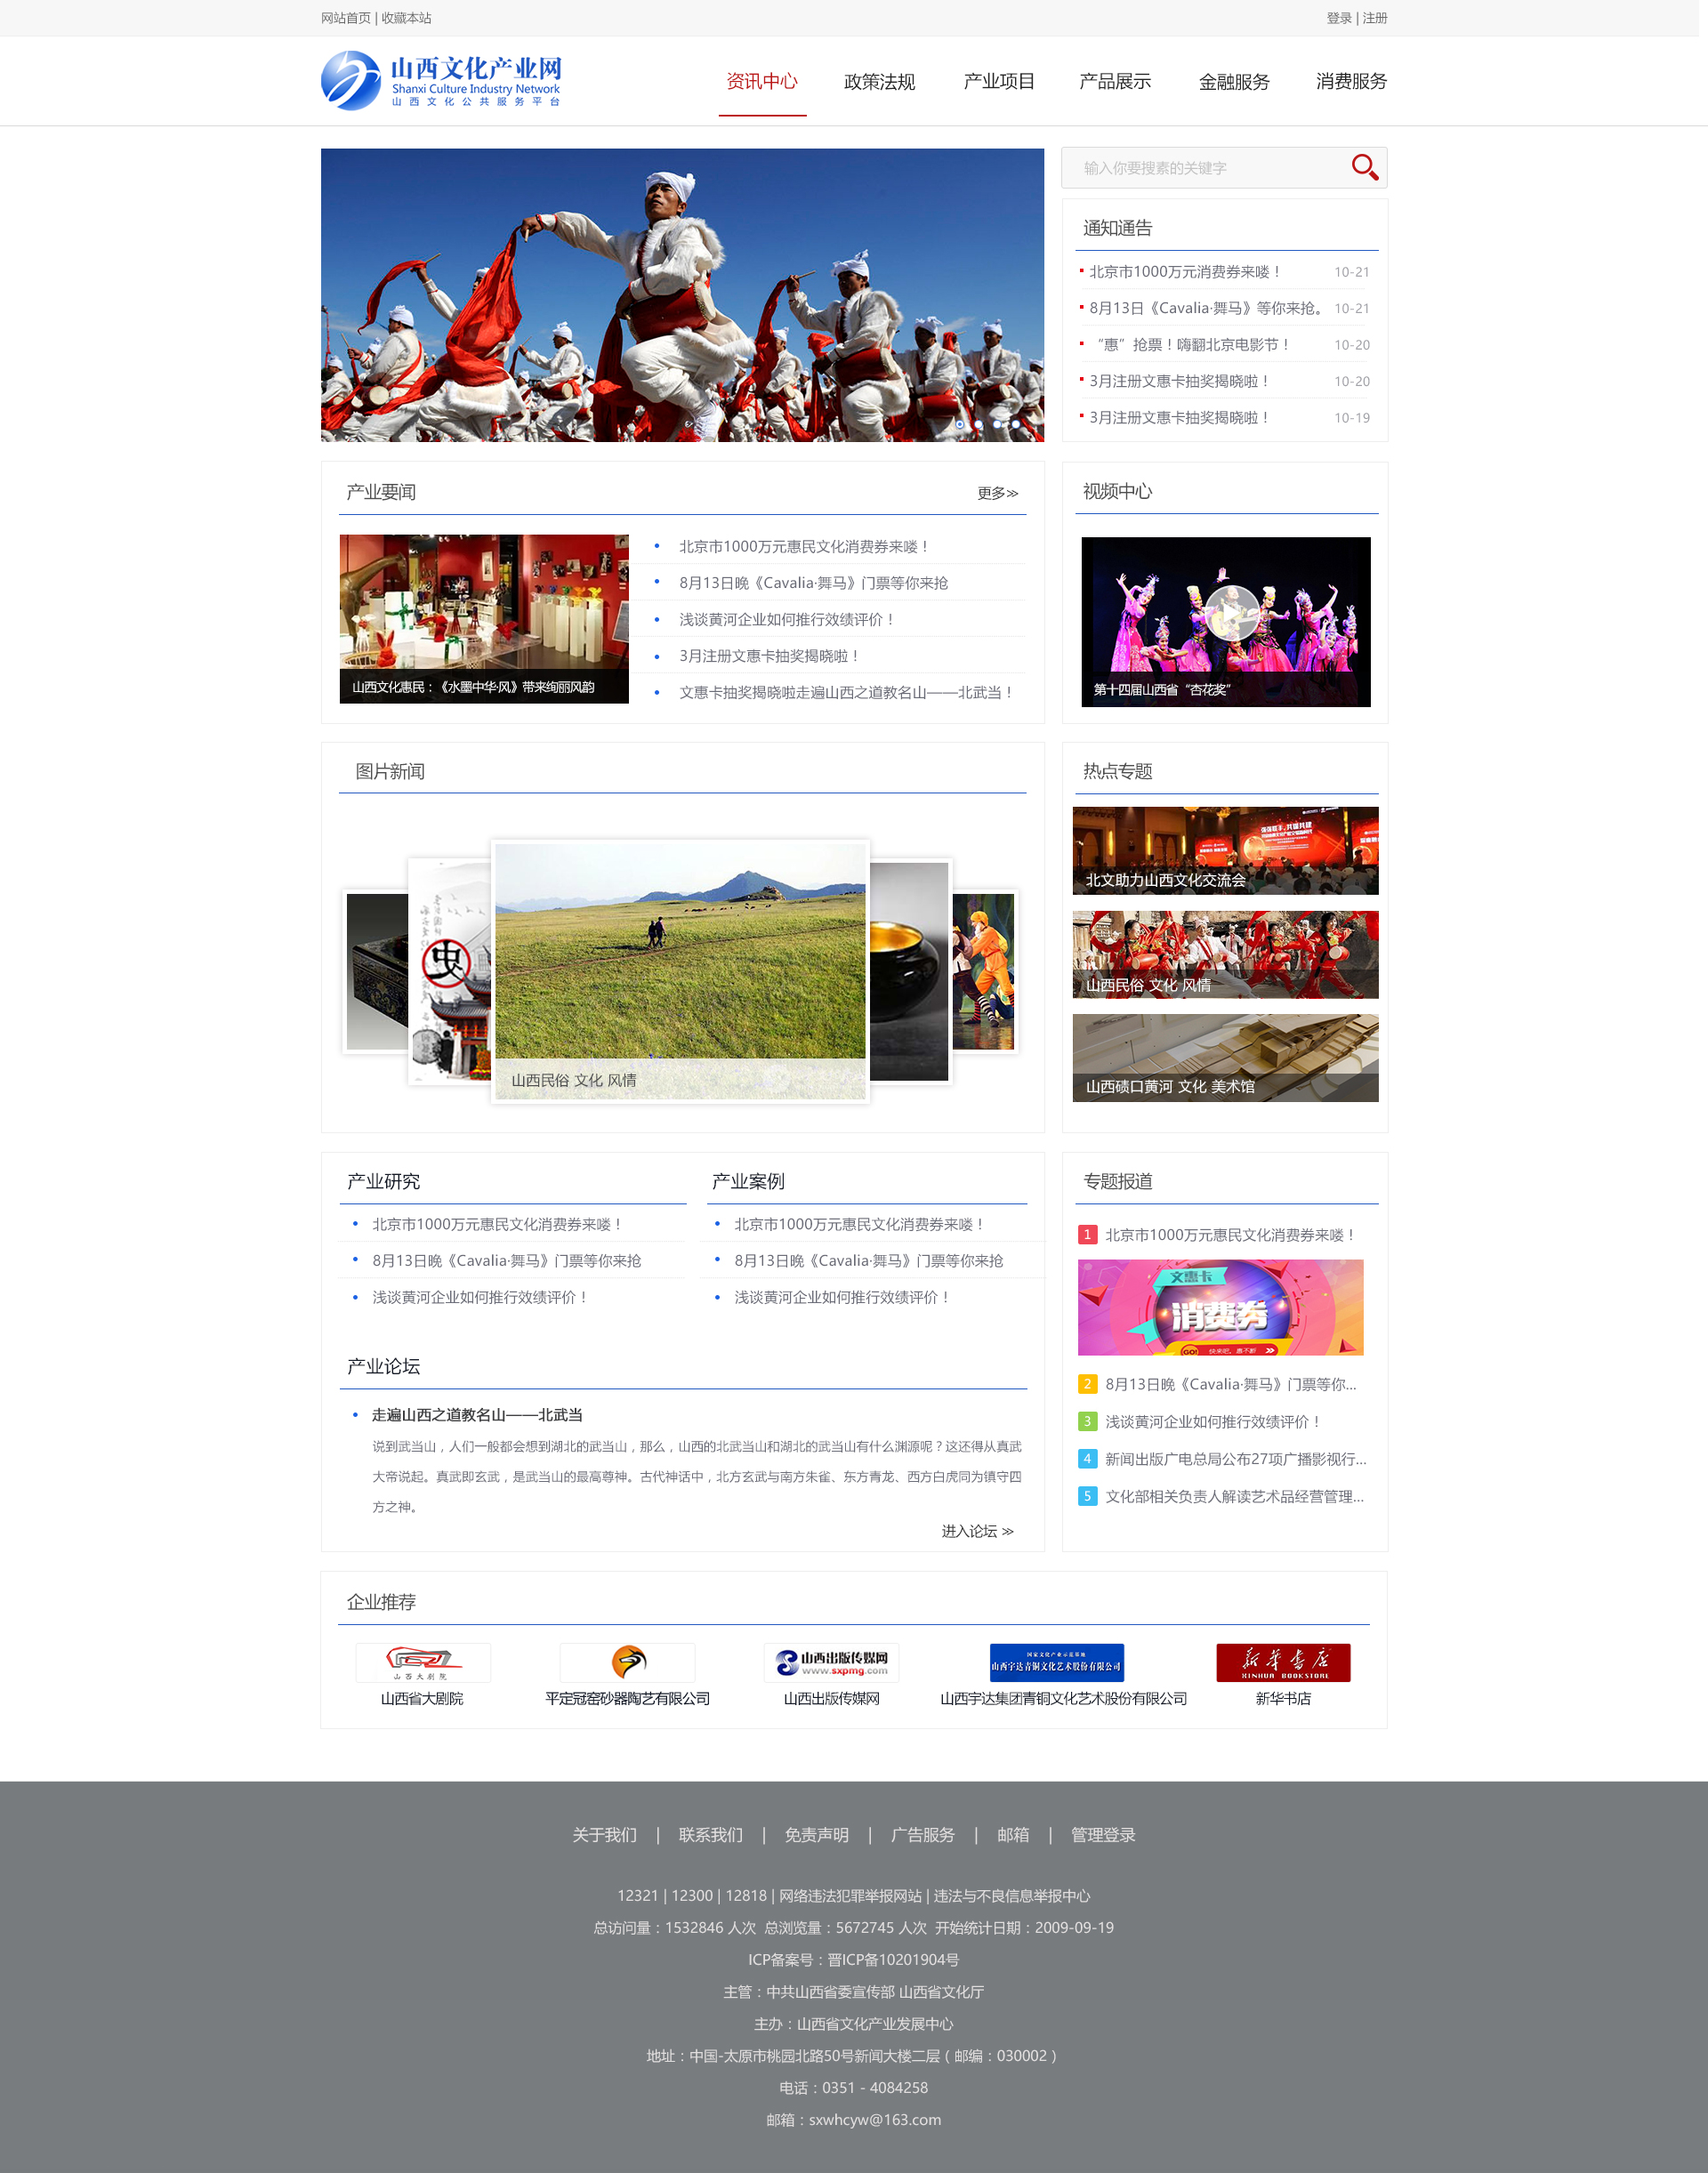 网站首页 | 收藏本站
登录 | 注册
山西文化产业网
Shanxi Culture Industry Network
山西文化公共服务平台
资讯中心
政策法规
产业项目
产品展示
金融服务
消费服务
输入你要搜素的关键字
通知通告
北京市1000万元消费券来喽！ 10-21
8月13日《Cavalia·舞马》等你来抢。 10-21
“惠”抢票！嗨翻北京电影节！ 10-20
3月注册文惠卡抽奖揭晓啦！ 10-20
3月注册文惠卡抽奖揭晓啦！ 10-19
产业要闻
更多≫
山西文化惠民：《水墨中华·风》带来绚丽风韵
北京市1000万元惠民文化消费券来喽！
8月13日晚《Cavalia·舞马》门票等你来抢
浅谈黄河企业如何推行效绩评价！
3月注册文惠卡抽奖揭晓啦！
文惠卡抽奖揭晓啦走遍山西之道教名山——北武当！
视频中心
第十四届山西省“杏花奖”
图片新闻
山西民俗 文化 风情
热点专题
北文助力山西文化交流会
山西民俗 文化 风情
山西碛口黄河 文化 美术馆
产业研究
北京市1000万元惠民文化消费券来喽！
8月13日晚《Cavalia·舞马》门票等你来抢
浅谈黄河企业如何推行效绩评价！
产业案例
北京市1000万元惠民文化消费券来喽！
8月13日晚《Cavalia·舞马》门票等你来抢
浅谈黄河企业如何推行效绩评价！
产业论坛
走遍山西之道教名山——北武当
说到武当山，人们一般都会想到湖北的武当山，那么，山西的北武当山和湖北的武当山有什么渊源呢？这还得从真武
大帝说起。真武即玄武，是武当山的最高尊神。古代神话中，北方玄武与南方朱雀、东方青龙、西方白虎同为镇守四
方之神。
进入论坛 ≫
专题报道
1 北京市1000万元惠民文化消费券来喽！
文惠卡
消费券
GO! 快来吧，惠不断 ≫
2 8月13日晚《Cavalia·舞马》门票等你...
3 浅谈黄河企业如何推行效绩评价！
4 新闻出版广电总局公布27项广播影视行...
5 文化部相关负责人解读艺术品经营管理...
企业推荐
山西大剧院
山西省大剧院
平定冠窑砂器陶艺有限公司
山西出版传媒网
www.sxpmg.com
山西出版传媒网
国家文化产业示范基地
山西宇达青铜文化艺术股份有限公司
山西宇达集团青铜文化艺术股份有限公司
新华书店
XINHUA BOOKSTORE
新华书店
关于我们 | 联系我们 | 免责声明 | 广告服务 | 邮箱 | 管理登录
12321 | 12300 | 12818 | 网络违法犯罪举报网站 | 违法与不良信息举报中心
总访问量：1532846 人次 总浏览量：5672745 人次 开始统计日期：2009-09-19
ICP备案号：晋ICP备10201904号
主管：中共山西省委宣传部 山西省文化厅
主办：山西省文化产业发展中心
地址：中国-太原市桃园北路50号新闻大楼二层（邮编：030002）
电话：0351 - 4084258
邮箱：sxwhcyw@163.com